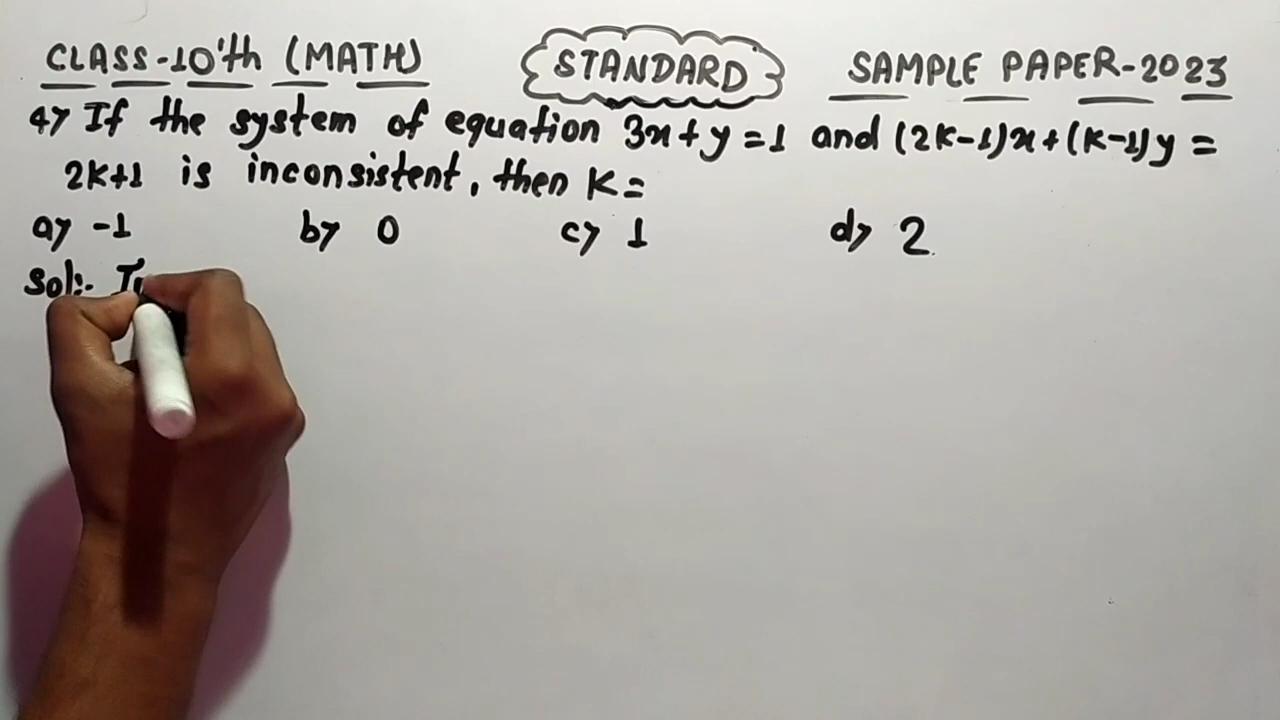 CLASS-10'th (MATH) STANDARD SAMPLE PAPER-2023
4> If the system of equation 3x+y=1 and (2K-1)x+(K-1)y=
2K+1 is inconsistent, then K=
a> -1 b> 0 c> 1 d> 2
Sol:-